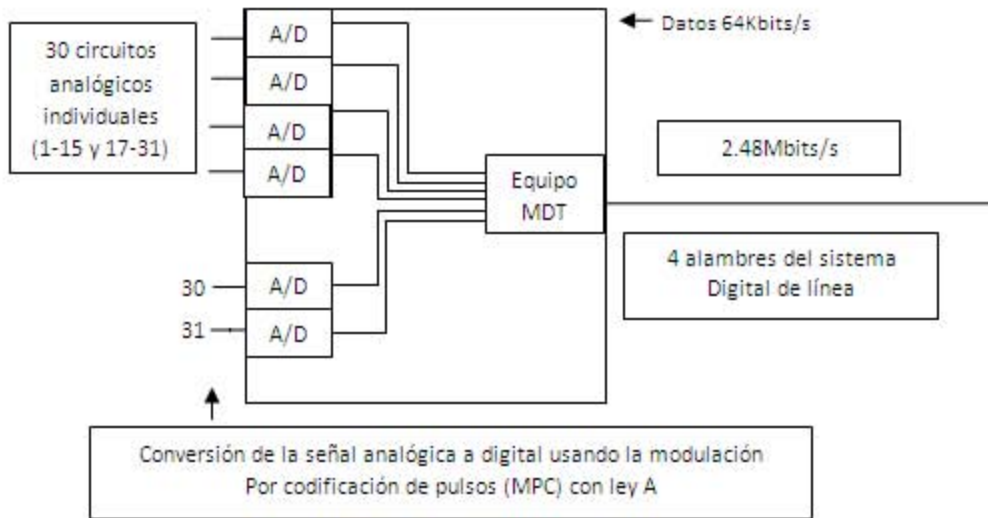 30 circuitos
analógicos
individuales
(1-15 y 17-31)
A/D
A/D
A/D
A/D
30
A/D
31
A/D
Equipo
MDT
Datos 64Kbits/s
2.48Mbits/s
4 alambres del sistema
Digital de línea
Conversión de la señal analógica a digital usando la modulación
Por codificación de pulsos (MPC) con ley A